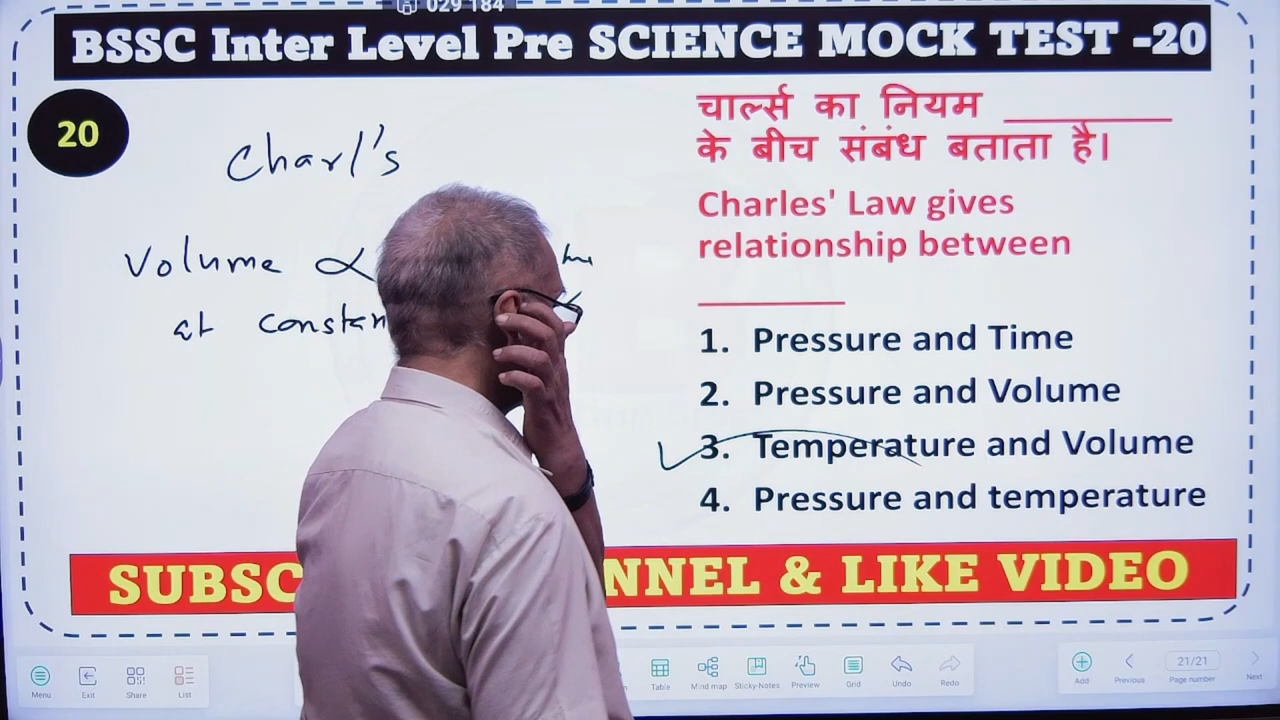 029 184
BSSC Inter Level Pre SCIENCE MOCK TEST -20
20
Charl's
Volume ∝
at constan
चार्ल्स का नियम __________
के बीच संबंध बताता है।
Charles' Law gives
relationship between
__________
1. Pressure and Time
2. Pressure and Volume
3. Temperature and Volume
4. Pressure and temperature
SUBSC NNEL & LIKE VIDEO
Menu Exit Share List Table Mind map Sticky-Notes Preview Grid Undo Redo Add Previous 21/21 Page number Next